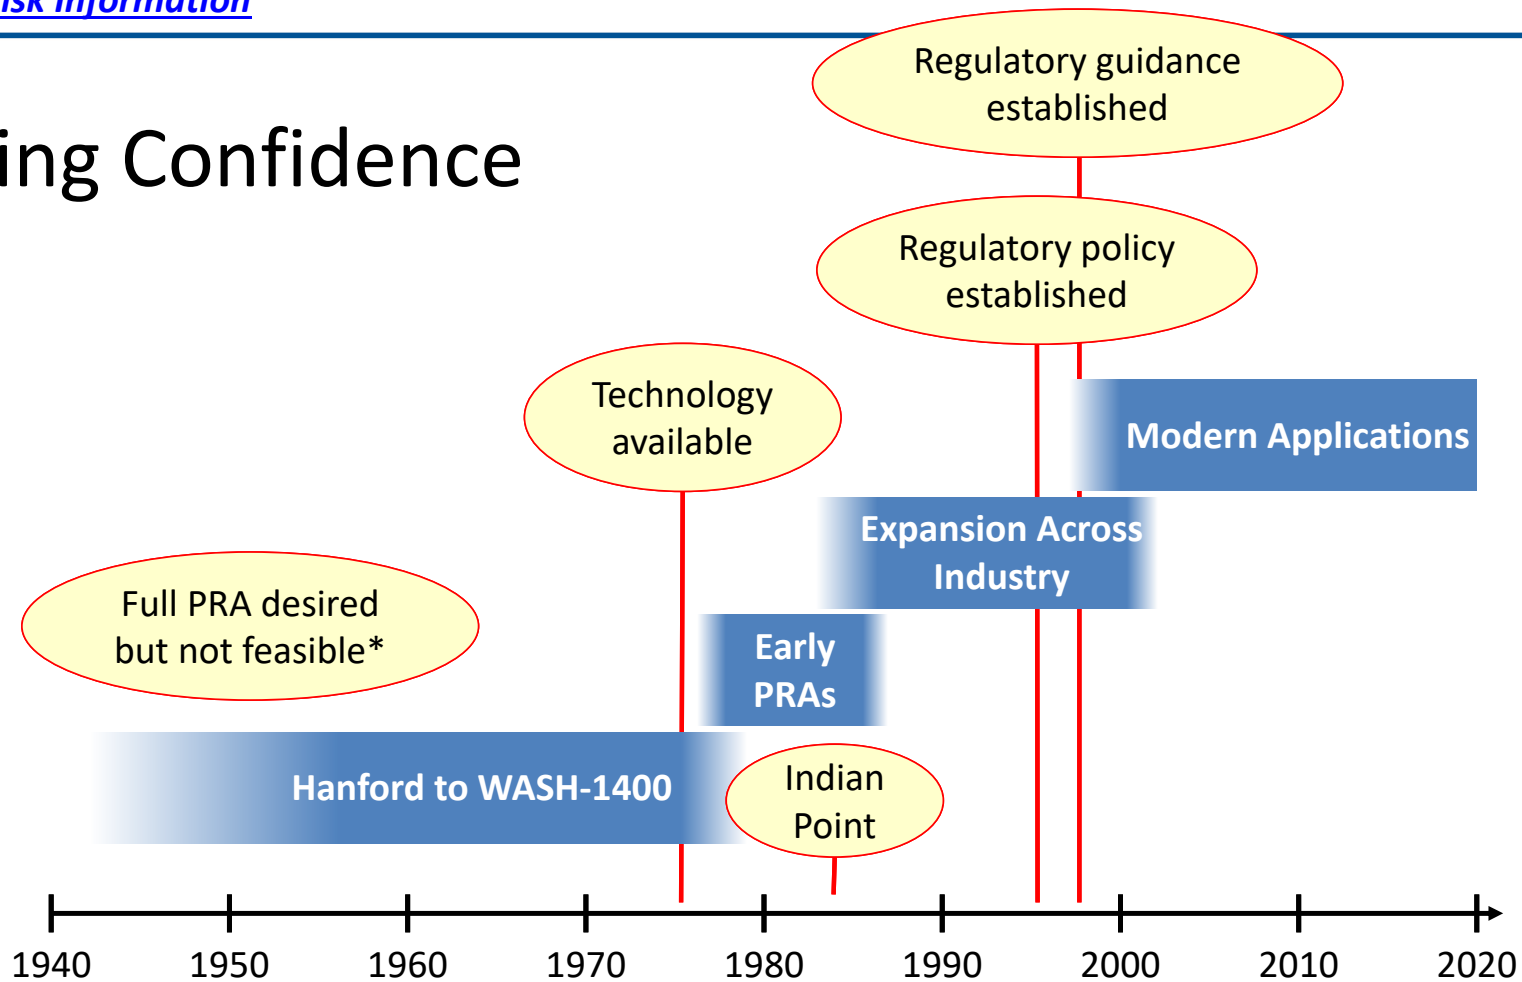 isk Information
ing Confidence
Regulatory guidance
established
Regulatory policy
established
Technology
available
Modern Applications
Expansion Across
Industry
Full PRA desired
but not feasible*
Early
PRAs
Hanford to WASH-1400
Indian
Point
1940 1950 1960 1970 1980 1990 2000 2010 2020